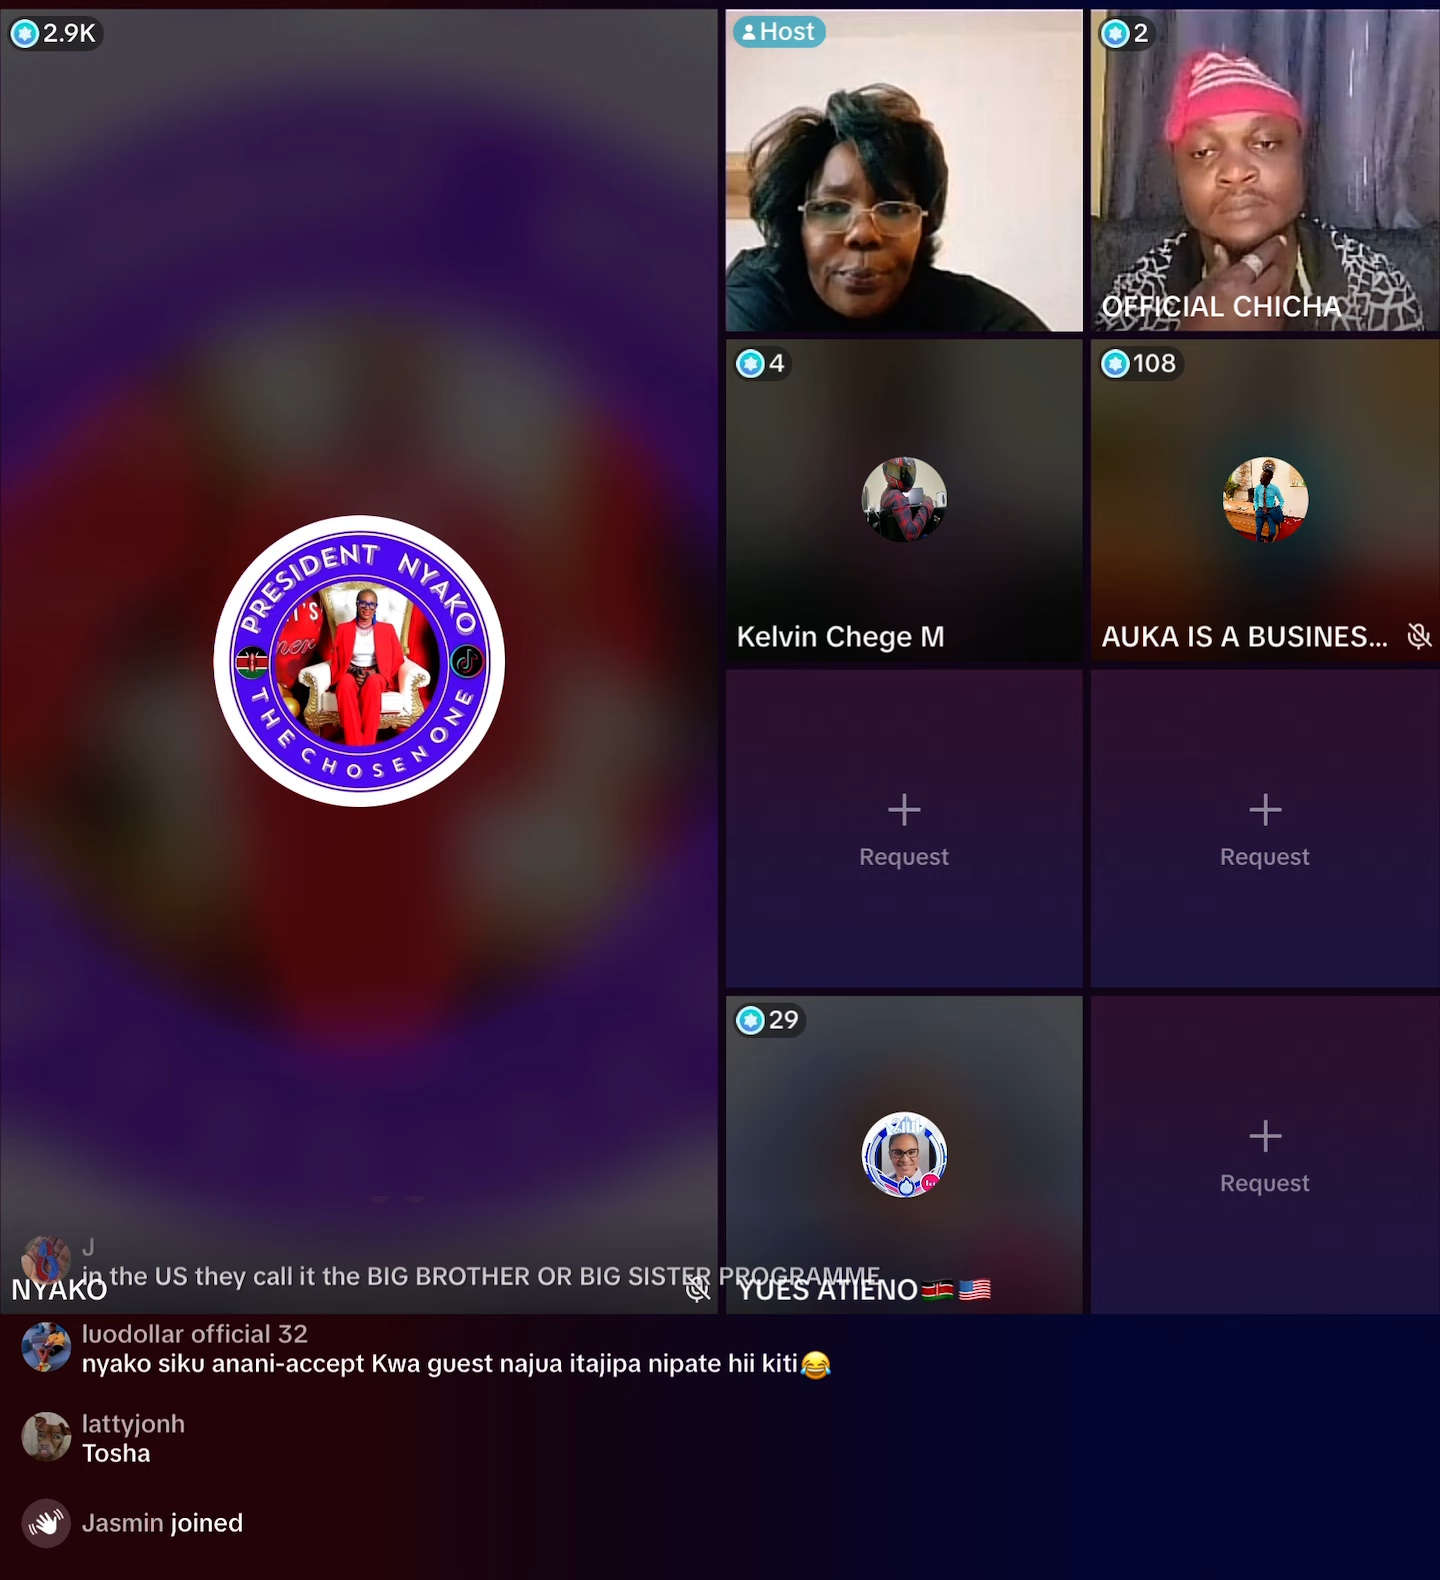 2.9K
Host
2
OFFICIAL CHICHA
4
108
PRESIDENT NYAKO
THE CHOSEN ONE
Kelvin Chege M
AUKA IS A BUSINES...
+
Request
+
Request
29
+
Request
J
in the US they call it the BIG BROTHER OR BIG SISTER PROGRAMME
NYAKO
YUES ATIENO🇰🇪🇺🇸
luodollar official 32
nyako siku anani-accept Kwa guest najua itajipa nipate hii kiti😂
lattyjonh
Tosha
Jasmin joined